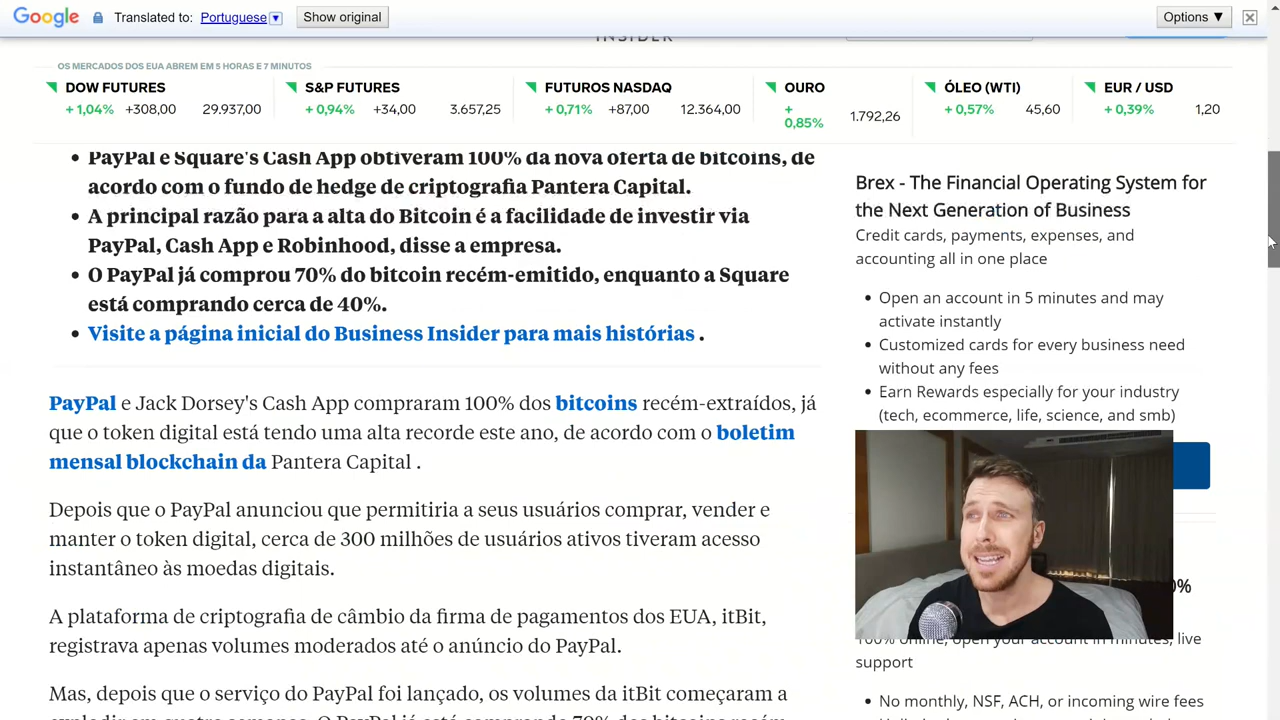 Google Translated to: Portuguese Show original Options ▼
INSIDER
OS MERCADOS DOS EUA ABREM EM 5 HORAS E 7 MINUTOS
DOW FUTURES
+ 1,04% +308,00 29.937,00
S&P FUTURES
+ 0,94% +34,00 3.657,25
FUTUROS NASDAQ
+ 0,71% +87,00 12.364,00
OURO
+
0,85% 1.792,26
ÓLEO (WTI)
+ 0,57% 45,60
EUR / USD
+ 0,39% 1,20
• PayPal e Square's Cash App obtiveram 100% da nova oferta de bitcoins, de
acordo com o fundo de hedge de criptografia Pantera Capital.
• A principal razão para a alta do Bitcoin é a facilidade de investir via
PayPal, Cash App e Robinhood, disse a empresa.
• O PayPal já comprou 70% do bitcoin recém-emitido, enquanto a Square
está comprando cerca de 40%.
• Visite a página inicial do Business Insider para mais histórias .
PayPal e Jack Dorsey's Cash App compraram 100% dos bitcoins recém-extraídos, já
que o token digital está tendo uma alta recorde este ano, de acordo com o boletim
mensal blockchain da Pantera Capital .
Depois que o PayPal anunciou que permitiria a seus usuários comprar, vender e
manter o token digital, cerca de 300 milhões de usuários ativos tiveram acesso
instantâneo às moedas digitais.
A plataforma de criptografia de câmbio da firma de pagamentos dos EUA, itBit,
registrava apenas volumes moderados até o anúncio do PayPal.
Mas, depois que o serviço do PayPal foi lançado, os volumes da itBit começaram a
Brex - The Financial Operating System for
the Next Generation of Business
Credit cards, payments, expenses, and
accounting all in one place
• Open an account in 5 minutes and may
activate instantly
• Customized cards for every business need
without any fees
• Earn Rewards especially for your industry
(tech, ecommerce, life, science, and smb)
100% online, open your account in minutes, live
support
• No monthly, NSF, ACH, or incoming wire fees